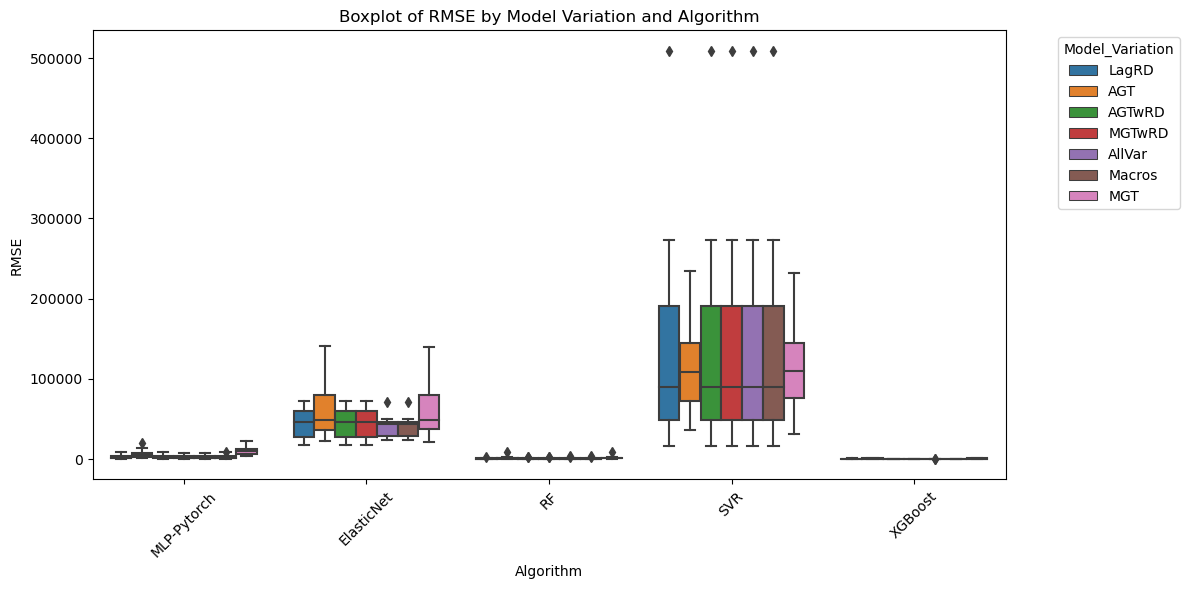 Boxplot of RMSE by Model Variation and Algorithm
500000
400000
300000
200000
100000
0
RMSE
MLP-Pytorch
ElasticNet
RF
SVR
XGBoost
Algorithm
Model_Variation
LagRD
AGT
AGTwRD
MGTwRD
AllVar
Macros
MGT